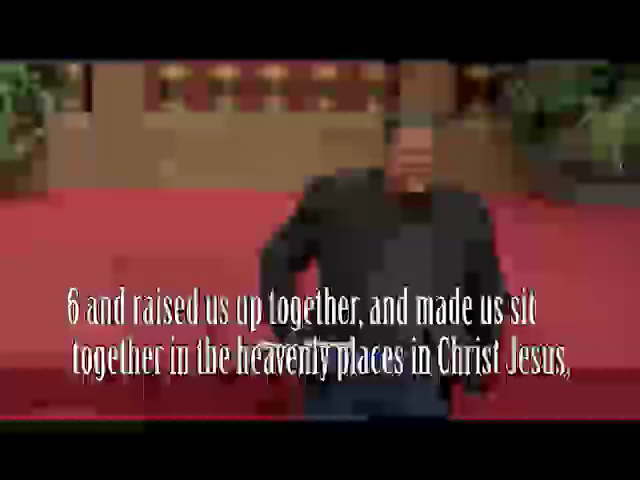 6 and raised us up together, and made us sit
together in the heavenly places in Christ Jesus,